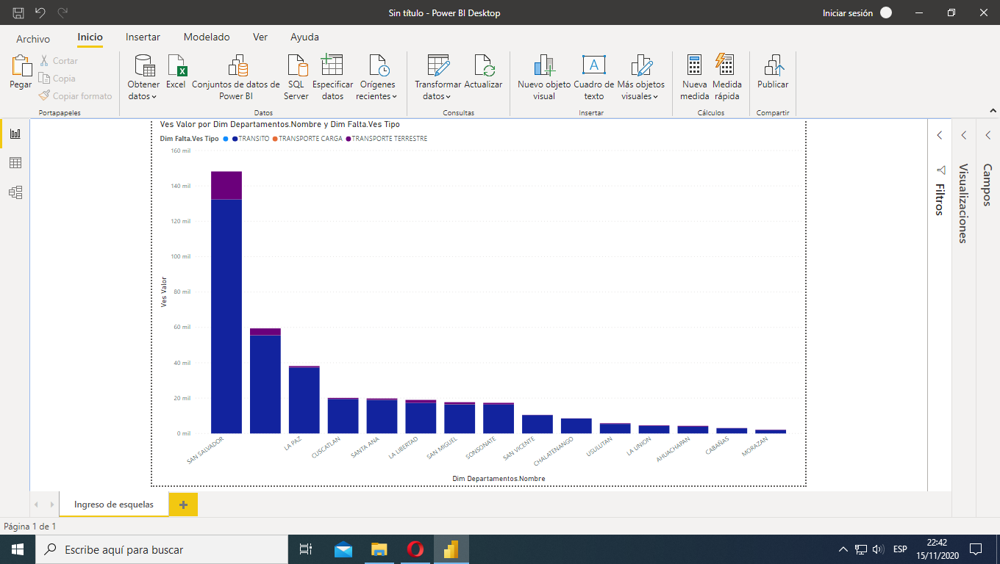 Sin título - Power BI Desktop
Iniciar sesión
Archivo
Inicio
Insertar
Modelado
Ver
Ayuda
Pegar
Cortar
Copia
Copiar formato
Portapapeles
Obtener datos
Excel
Conjuntos de datos de Power BI
SQL Server
Especificar datos
Orígenes recientes
Datos
Transformar datos
Actualizar
Consultas
Nuevo objeto visual
Cuadro de texto
Más objetos visuales
Insertar
Nueva medida
Medida rápida
Cálculos
Publicar
Compartir
Ves Valor por Dim Departamentos.Nombre y Dim Falta.Ves Tipo
Dim Falta.Ves Tipo TRANSITO TRANSPORTE CARGA TRANSPORTE TERRESTRE
160 mil
140 mil
120 mil
100 mil
80 mil
60 mil
40 mil
20 mil
0 mil
Ves Valor
SAN SALVADOR
LA PAZ
CUSCATLAN
SANTA ANA
LA LIBERTAD
SAN MIGUEL
SONSONATE
SAN VICENTE
CHALATENANGO
USULUTAN
LA UNION
AHUACHAPAN
CABAÑAS
MORAZAN
Dim Departamentos.Nombre
Filtros
Visualizaciones
Campos
Ingreso de esquelas
Página 1 de 1
Escribe aquí para buscar
ESP
22:42
15/11/2020